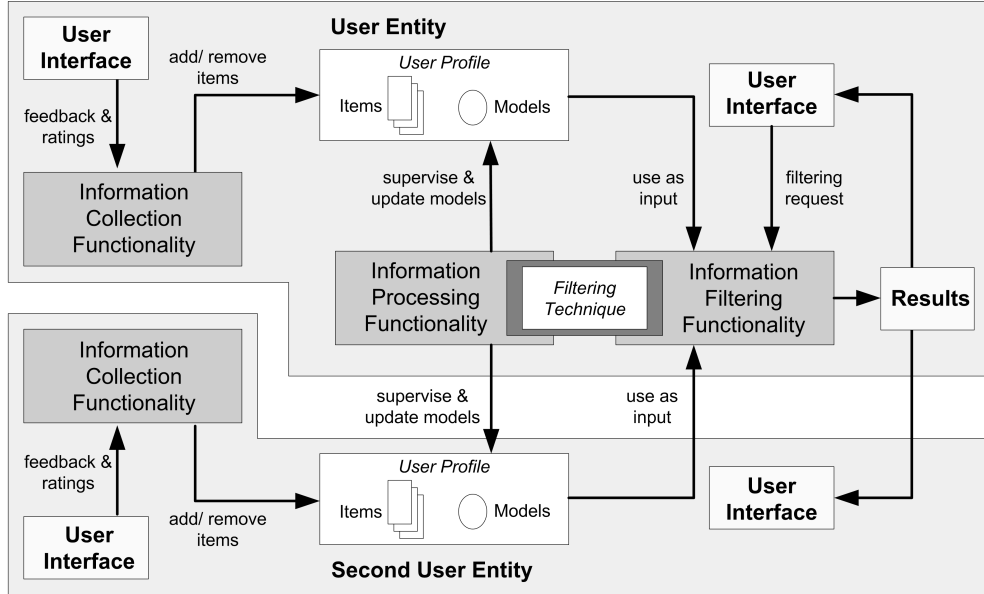 User Entity
User
Interface
feedback &
ratings
add/ remove
items
Information
Collection
Functionality
User Profile
Items
Models
User
Interface
supervise &
update models
use as
input
filtering
request
Information
Processing
Functionality
Filtering
Technique
Information
Filtering
Functionality
Results
Information
Collection
Functionality
supervise &
update models
use as
input
feedback &
ratings
User
Interface
add/ remove
items
User Profile
Items
Models
User
Interface
Second User Entity